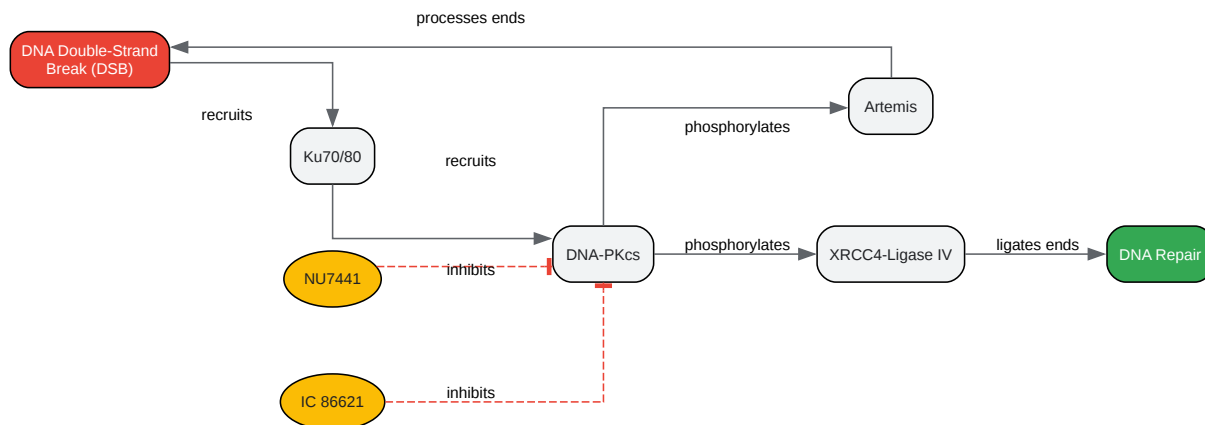 processes ends
DNA Double-Strand
Break (DSB)
Artemis
recruits
phosphorylates
Ku70/80
recruits
DNA-PKcs
phosphorylates
XRCC4-Ligase IV
ligates ends
DNA Repair
NU7441
inhibits
IC 86621
inhibits